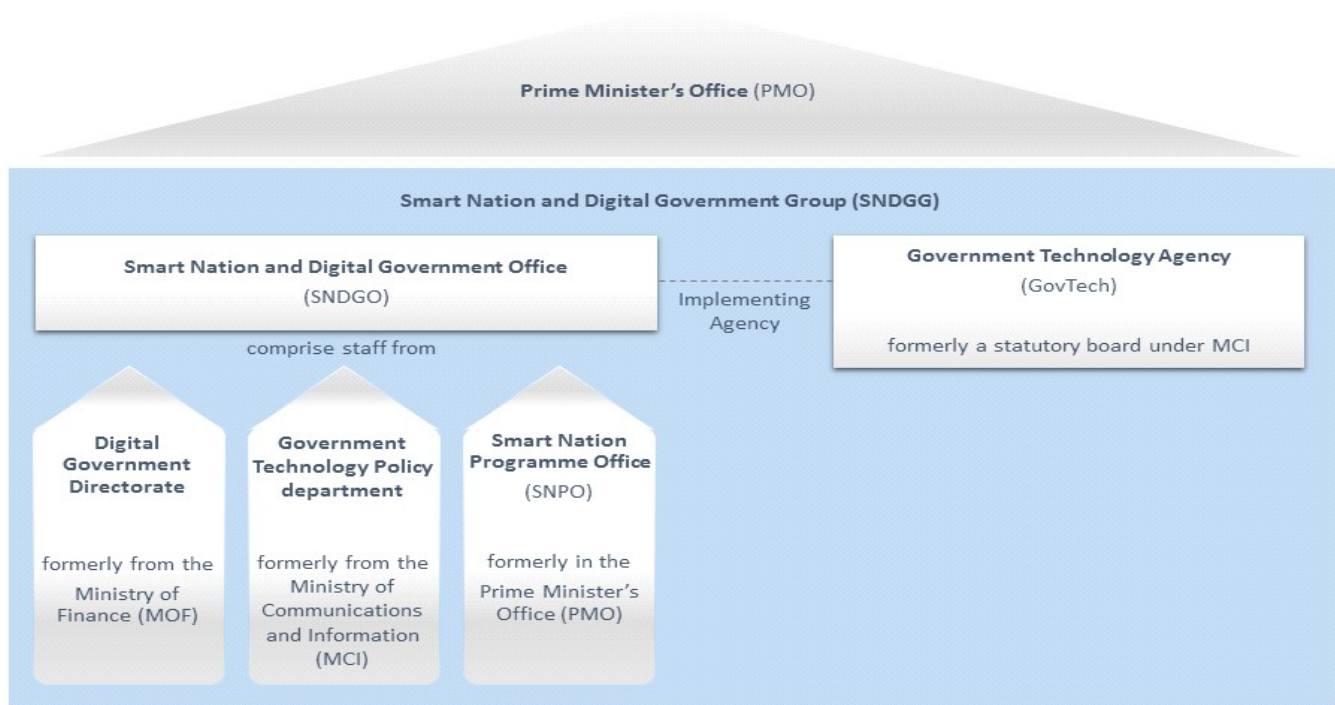 Prime Minister's Office (PMO)
Smart Nation and Digital Government Group (SNDGG)
Smart Nation and Digital Government Office
(SNDGO)
Implementing
Agency
Government Technology Agency
(GovTech)
formerly a statutory board under MCI
comprise staff from
Digital
Government
Directorate
formerly from the
Ministry of
Finance (MOF)
Government
Technology Policy
department
formerly from the
Ministry of
Communications
and Information
(MCI)
Smart Nation
Programme Office
(SNPO)
formerly in the
Prime Minister's
Office (PMO)